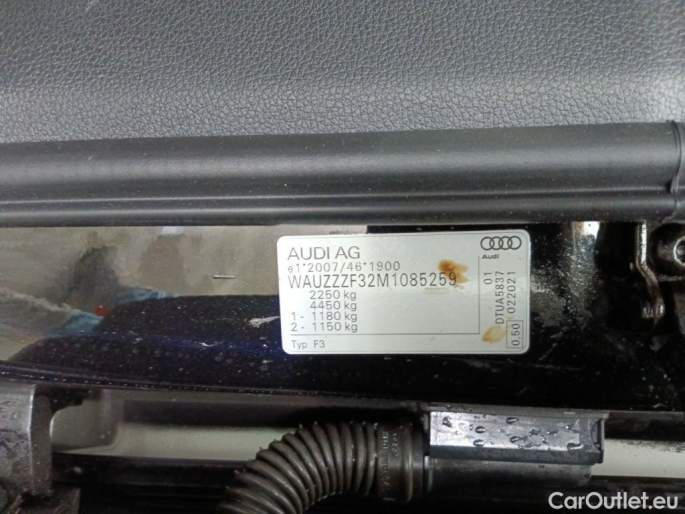 AUDI AG
Audi
e1*2007/46*1900
WAUZZZF32M1085259
2250 kg
4450 kg
1- 1180 kg
2- 1150 kg
Typ F3
01
DTUA5837
022021
0.50
CarOutlet.eu